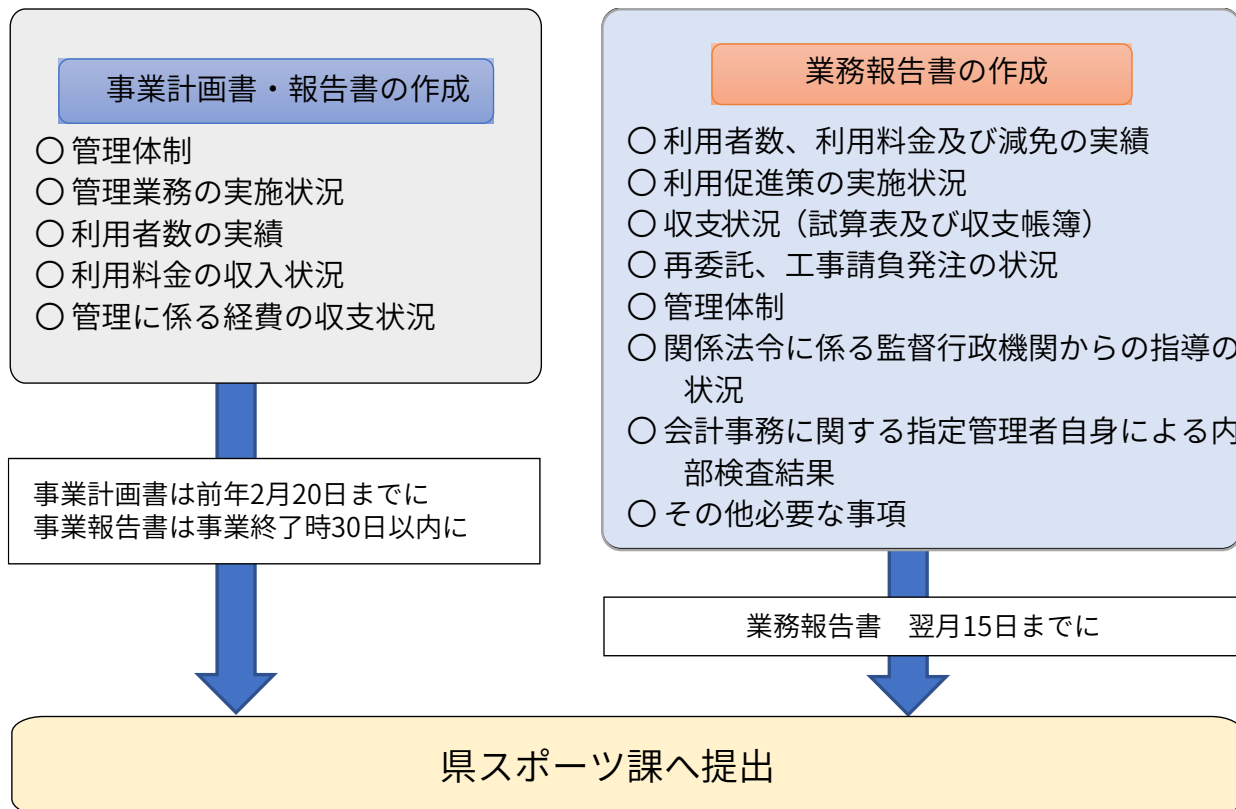 事業計画書・報告書の作成
〇 管理体制
〇 管理業務の実施状況
〇 利用者数の実績
〇 利用料金の収入状況
〇 管理に係る経費の収支状況
事業計画書は前年2月20日までに
事業報告書は事業終了時30日以内に
業務報告書の作成
〇 利用者数、利用料金及び減免の実績
〇 利用促進策の実施状況
〇 収支状況（試算表及び収支帳簿）
〇 再委託、工事請負発注の状況
〇 管理体制
〇 関係法令に係る監督行政機関からの指導の
状況
〇 会計事務に関する指定管理者自身による内
部検査結果
〇 その他必要な事項
業務報告書　翌月15日までに
県スポーツ課へ提出